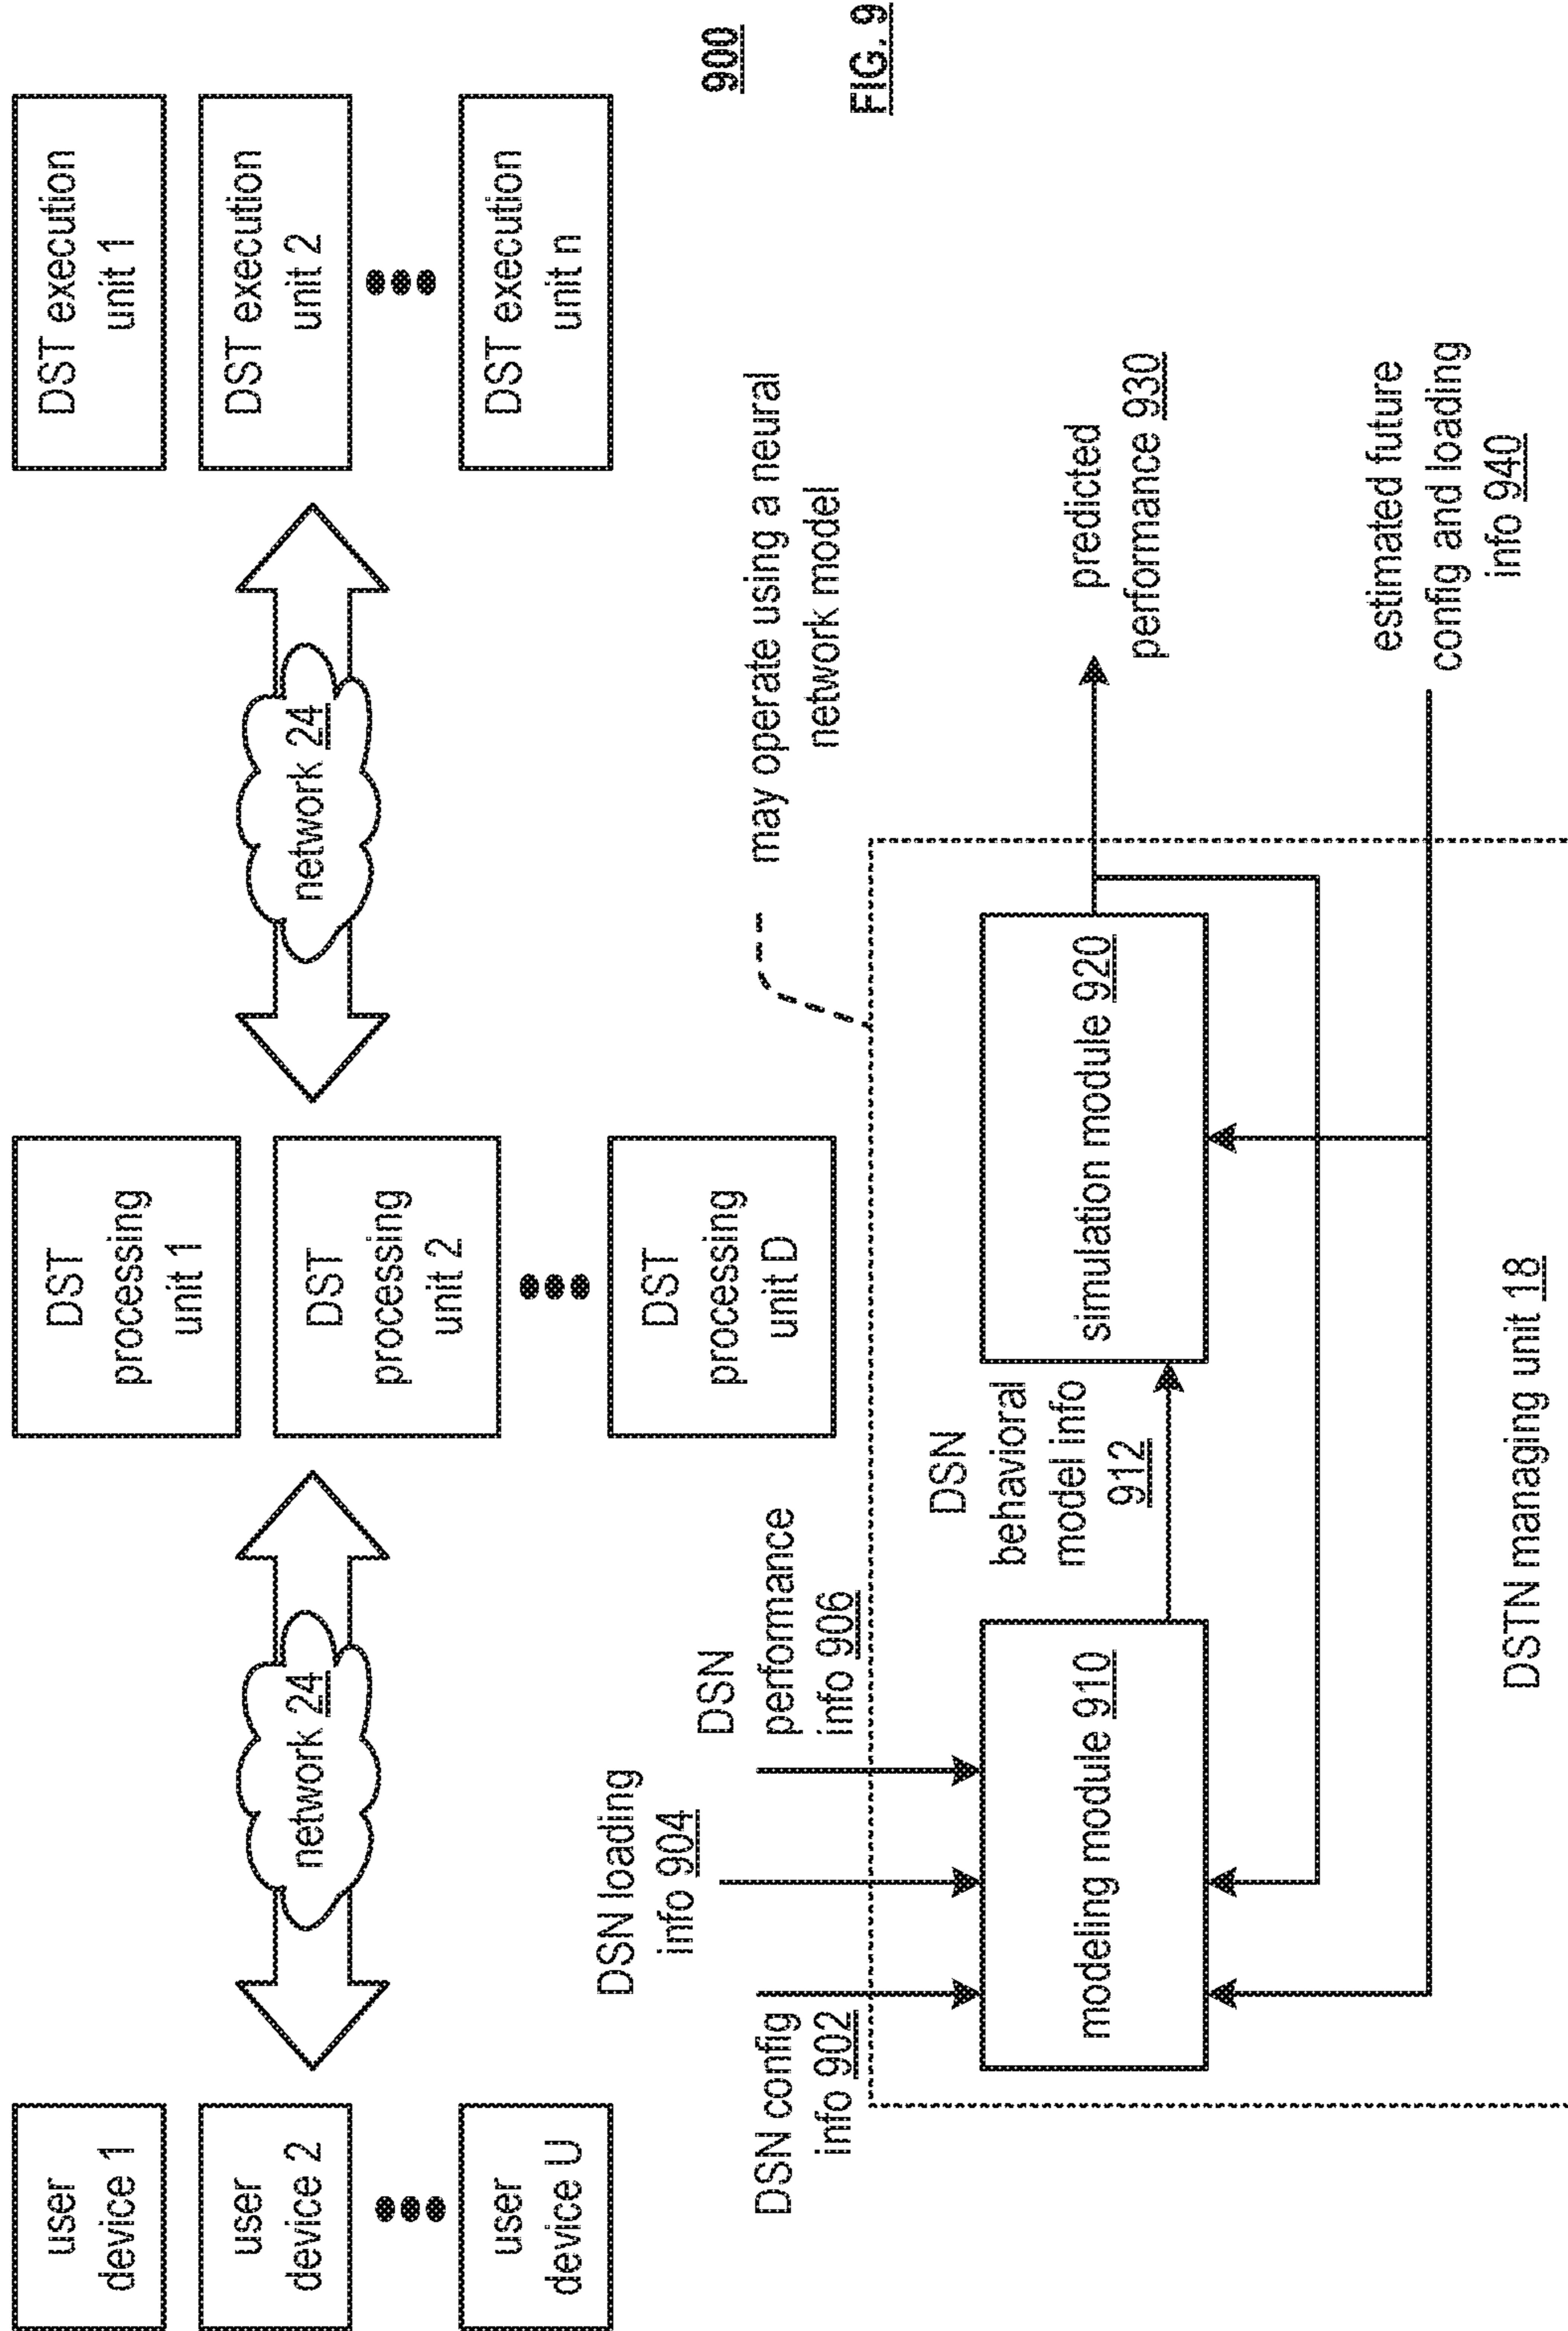 user
device 1
user
device 2
user
device U
network 24
DST
processing
unit 1
DST
processing
unit 2
DST
processing
unit D
network 24
DST execution
unit 1
DST execution
unit 2
DST execution
unit n
900
FIG. 9
DSN config
info 902
DSN loading
info 904
DSN
performance
info 906
may operate using a neural
network model
modeling module 910
DSN
behavioral
model info
912
simulation module 920
predicted
performance 930
estimated future
config and loading
info 940
DSTN managing unit 18